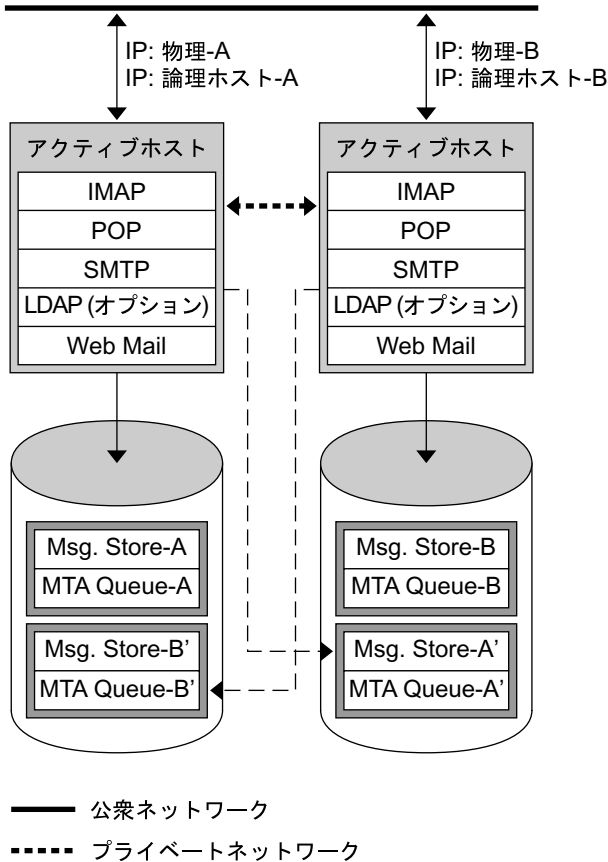 IP: 物理-A
IP: 論理ホスト-A
IP: 物理-B
IP: 論理ホスト-B
アクティブホスト
IMAP
POP
SMTP
LDAP (オプション)
Web Mail
アクティブホスト
IMAP
POP
SMTP
LDAP (オプション)
Web Mail
Msg. Store-A
MTA Queue-A
Msg. Store-B’
MTA Queue-B’
Msg. Store-B
MTA Queue-B
Msg. Store-A’
MTA Queue-A’
公衆ネットワーク
プライベートネットワーク